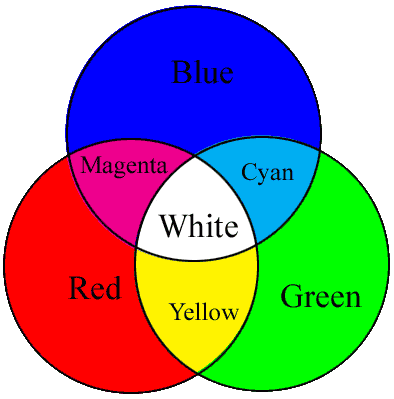 Blue
Magenta
Cyan
White
Red
Green
Yellow